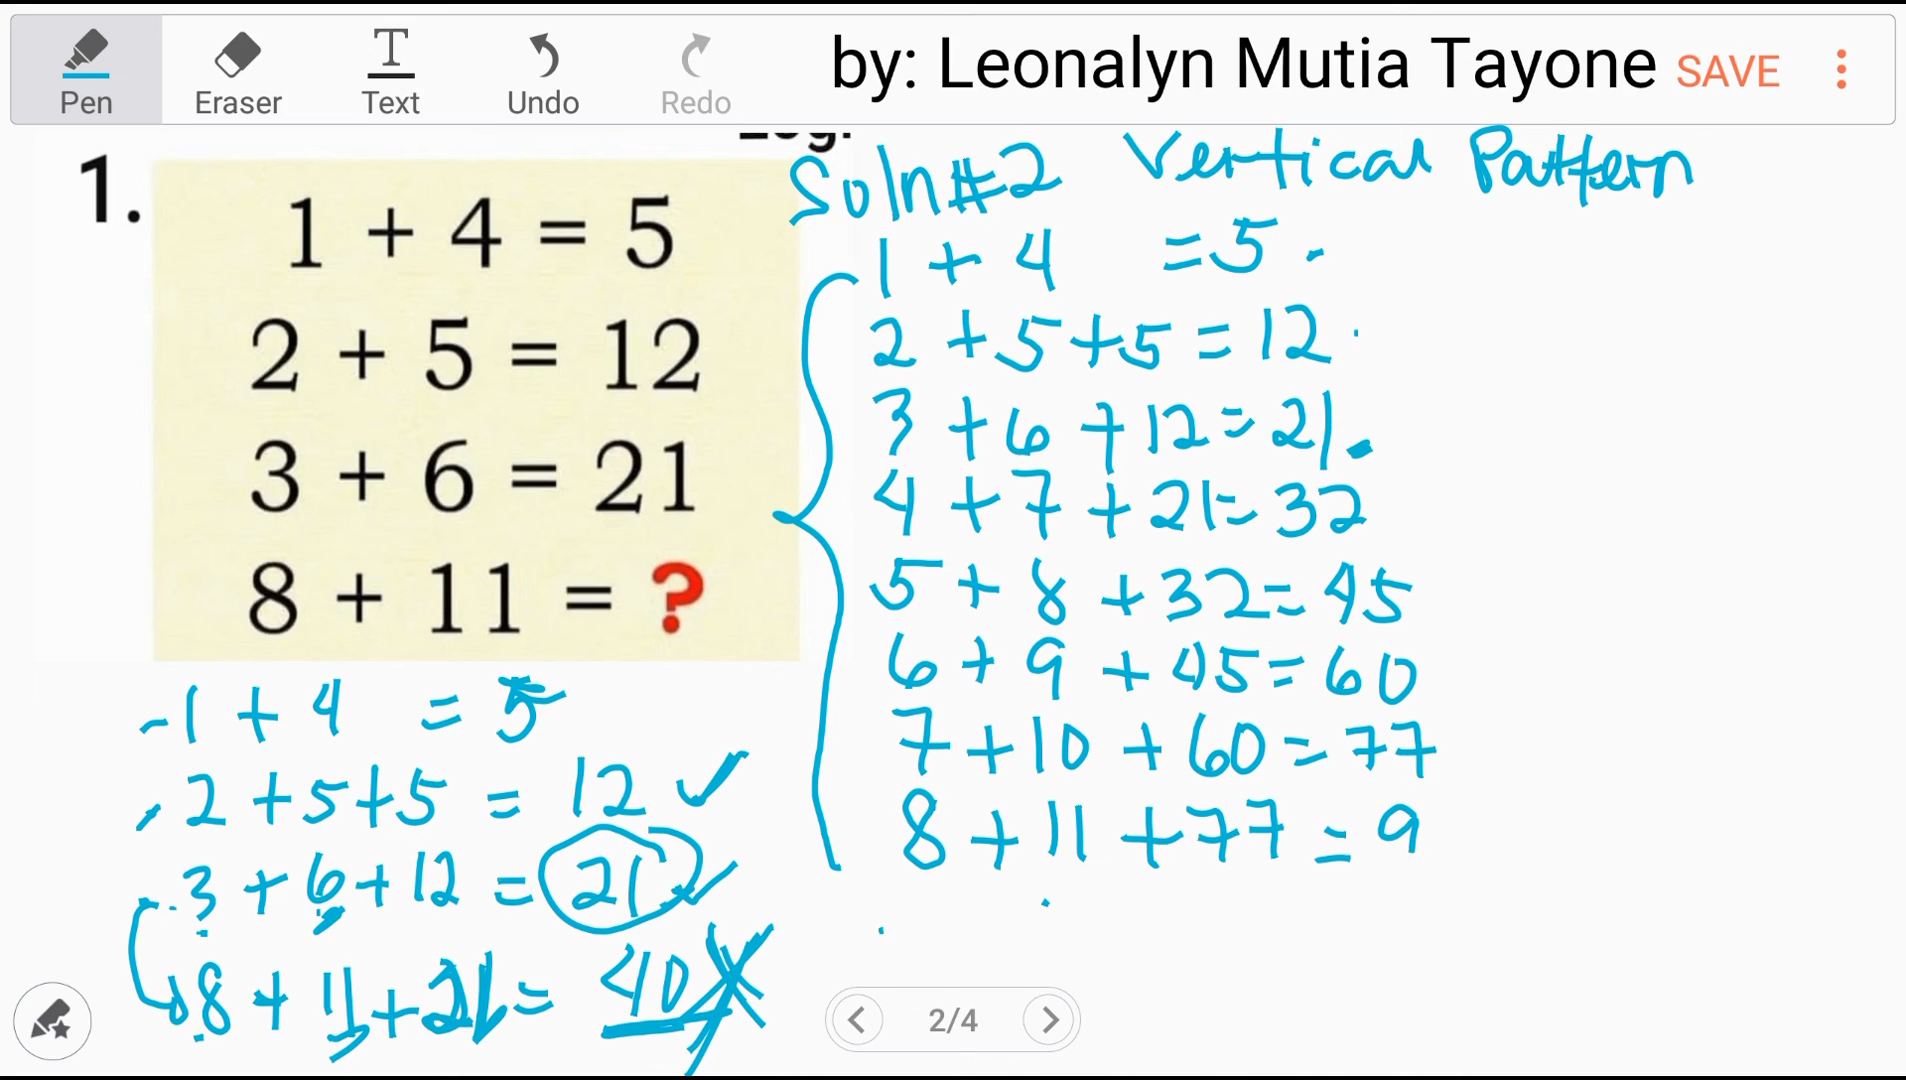 Pen
Eraser
Text
Undo
Redo
by: Leonalyn Mutia Tayone
SAVE
1.
1 + 4 = 5
2 + 5 = 12
3 + 6 = 21
8 + 11 = ?
Soln#2 Vertical Pattern
1 + 4 = 5
2 + 5 + 5 = 12
3 + 6 + 12 = 21
4 + 7 + 21 = 32
5 + 8 + 32 = 45
6 + 9 + 45 = 60
7 + 10 + 60 = 77
8 + 11 + 77 = 9
1 + 4 = 5
2 + 5 + 5 = 12
3 + 6 + 12 = 21
8 + 11 + 21 = 40
2/4